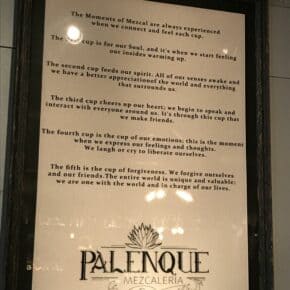 The Moments of Mezcal are always experienced
when we connect and feel each cup.
The cup is for our Soul, and it's when we start feeling
our insides warming up.
The second cup feeds our spirit. All of our senses awake and
we have a better appreciationd the world and everything
that surrounds us.
The third cup cheers up our heart; we begin to speak and
interact with everyone around us. It's through this cup that
we make friends.
The fourth cup is the cup of our emotions; this is the moment
when we express our feelings and thoughts.
We laugh or cry to liberate ourselves.
The fifth is the cup of forgiveness. We forgive ourselves
and our friends. The entire world is unique and valuable;
we are one with the world and in charge of our lives.
PALENQUE
MEZCALERIA